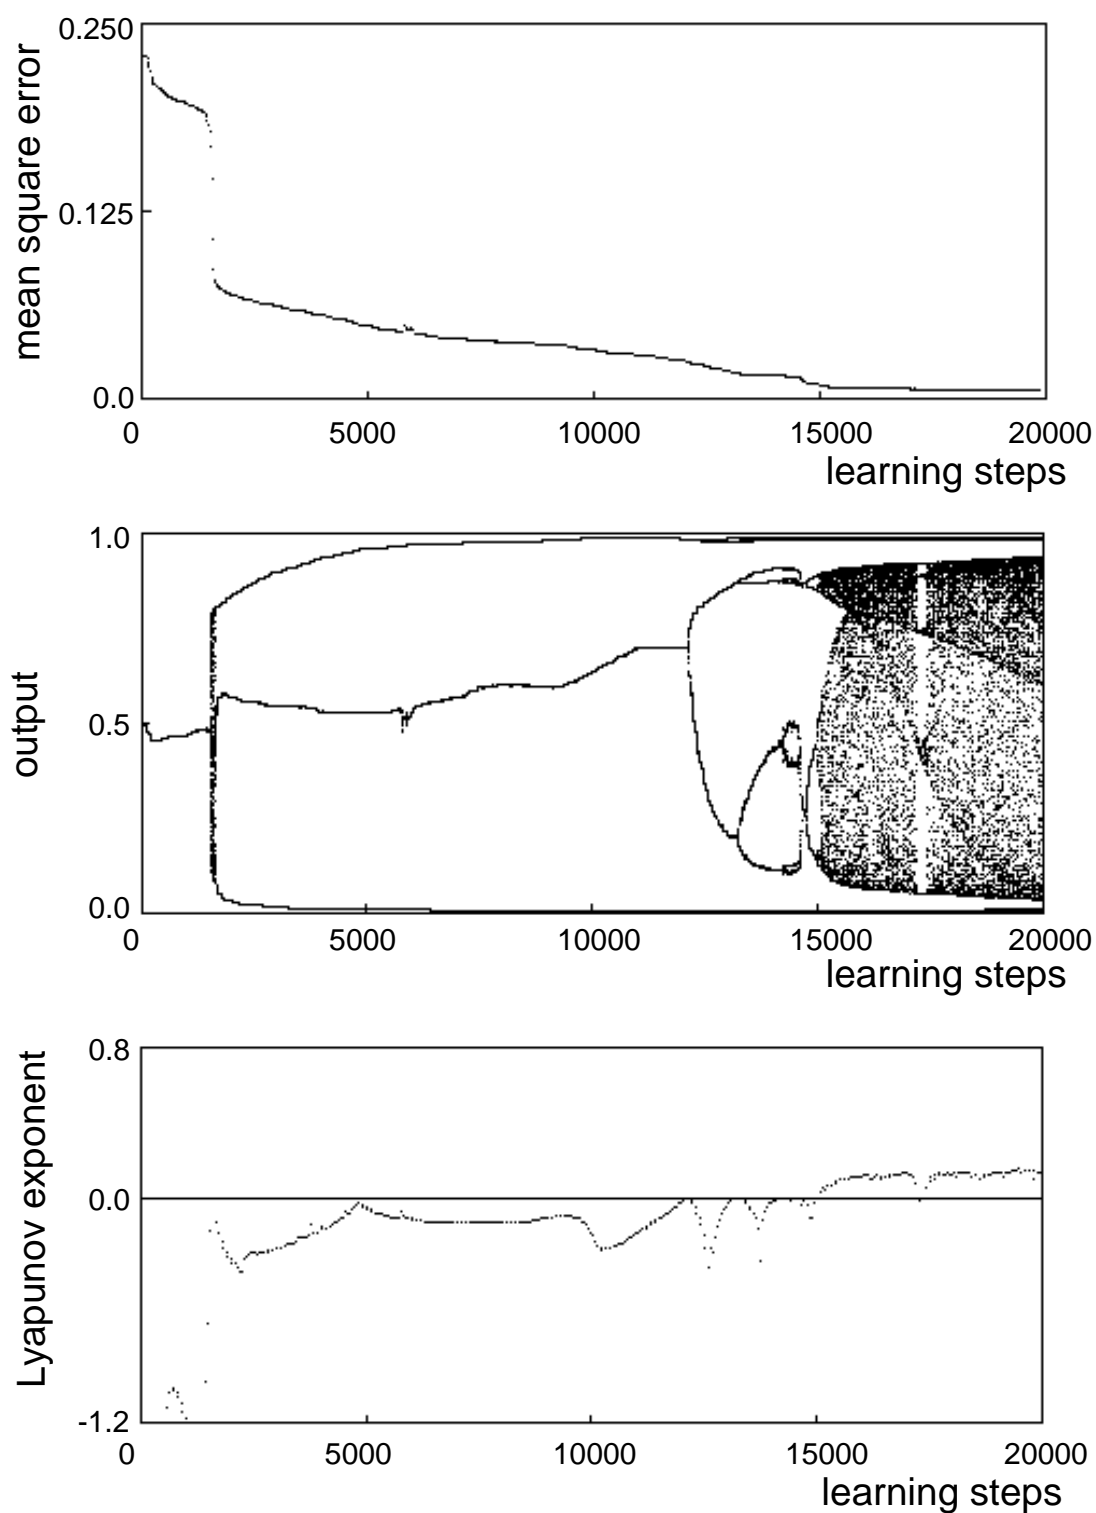 0.250
mean square error
0.125
0.0
0 5000 10000 15000 20000
learning steps
1.0
output
0.5
0.0
0 5000 10000 15000 20000
learning steps
0.8
Lyapunov exponent
0.0
-1.2
0 5000 10000 15000 20000
learning steps